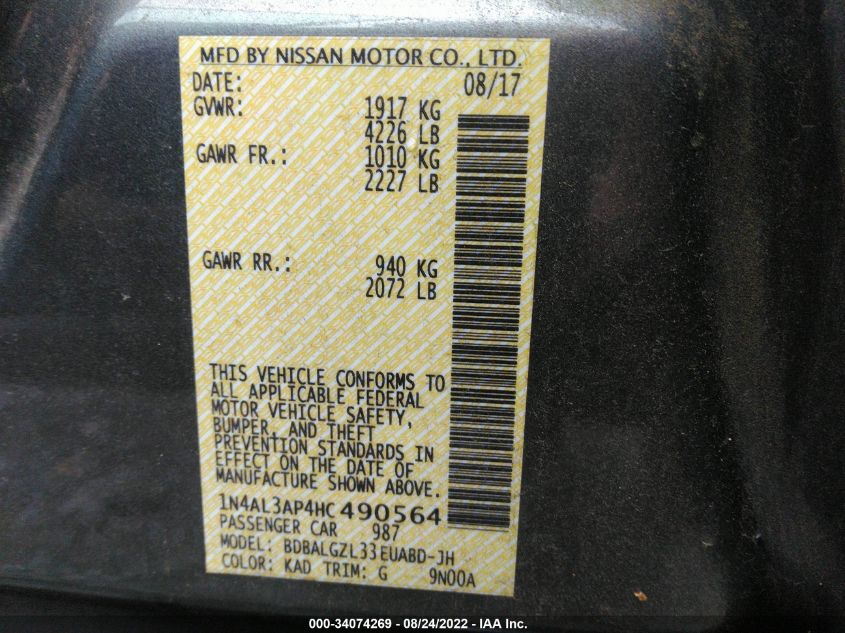 MFD BY NISSAN MOTOR CO., LTD.
DATE: 08/17
GVWR: 1917 KG
4226 LB
GAWR FR.: 1010 KG
2227 LB
GAWR RR.: 940 KG
2072 LB
THIS VEHICLE CONFORMS TO
ALL APPLICABLE FEDERAL
MOTOR VEHICLE SAFETY,
BUMPER, AND THEFT
PREVENTION STANDARDS IN
EFFECT ON THE DATE OF
MANUFACTURE SHOWN ABOVE.
1N4AL3AP4HC490564
PASSENGER CAR 987
MODEL: BDBALGZL33EUABD-JH
COLOR: KAD TRIM: G 9N00A
000-34074269 - 08/24/2022 - IAA Inc.